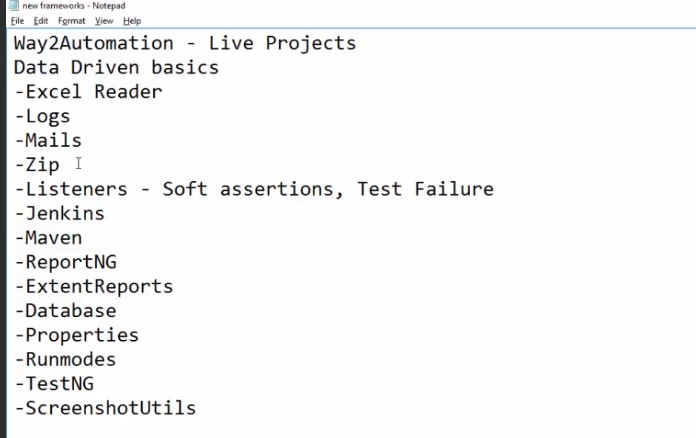 new frameworks - Notepad
File Edit Format View Help
Way2Automation - Live Projects
Data Driven basics
-Excel Reader
-Logs
-Mails
-Zip
-Listeners - Soft assertions, Test Failure
-Jenkins
-Maven
-ReportNG
-ExtentReports
-Database
-Properties
-Runmodes
-TestNG
-ScreenshotUtils